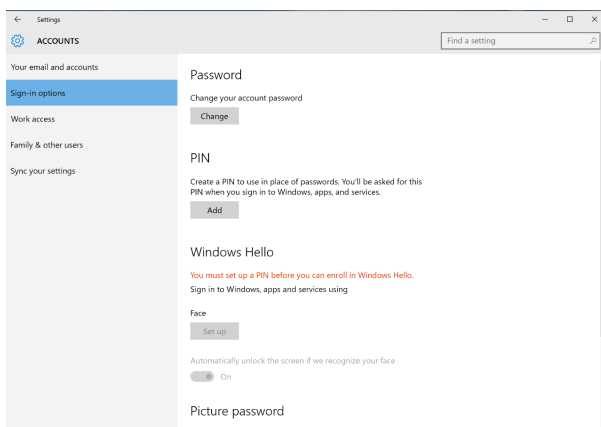 Settings
ACCOUNTS
Find a setting
Your email and accounts
Sign-in options
Work access
Family & other users
Sync your settings
Password
Change your account password
Change
PIN
Create a PIN to use in place of passwords. You'll be asked for this
PIN when you sign in to Windows, apps, and services.
Add
Windows Hello
You must set up a PIN before you can enroll in Windows Hello.
Sign in to Windows, apps and services using
Face
Set up
Automatically unlock the screen if we recognize your face
On
Picture password